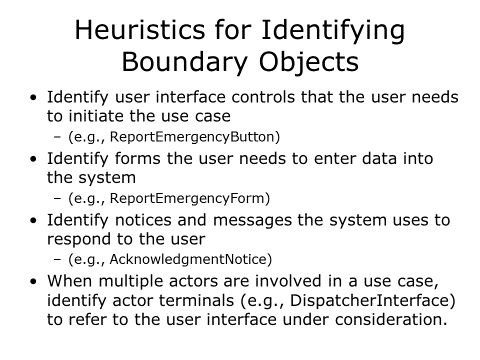 Heuristics for Identifying
Boundary Objects
• Identify user interface controls that the user needs
to initiate the use case
– (e.g., ReportEmergencyButton)
• Identify forms the user needs to enter data into
the system
– (e.g., ReportEmergencyForm)
• Identify notices and messages the system uses to
respond to the user
– (e.g., AcknowledgmentNotice)
• When multiple actors are involved in a use case,
identify actor terminals (e.g., DispatcherInterface)
to refer to the user interface under consideration.